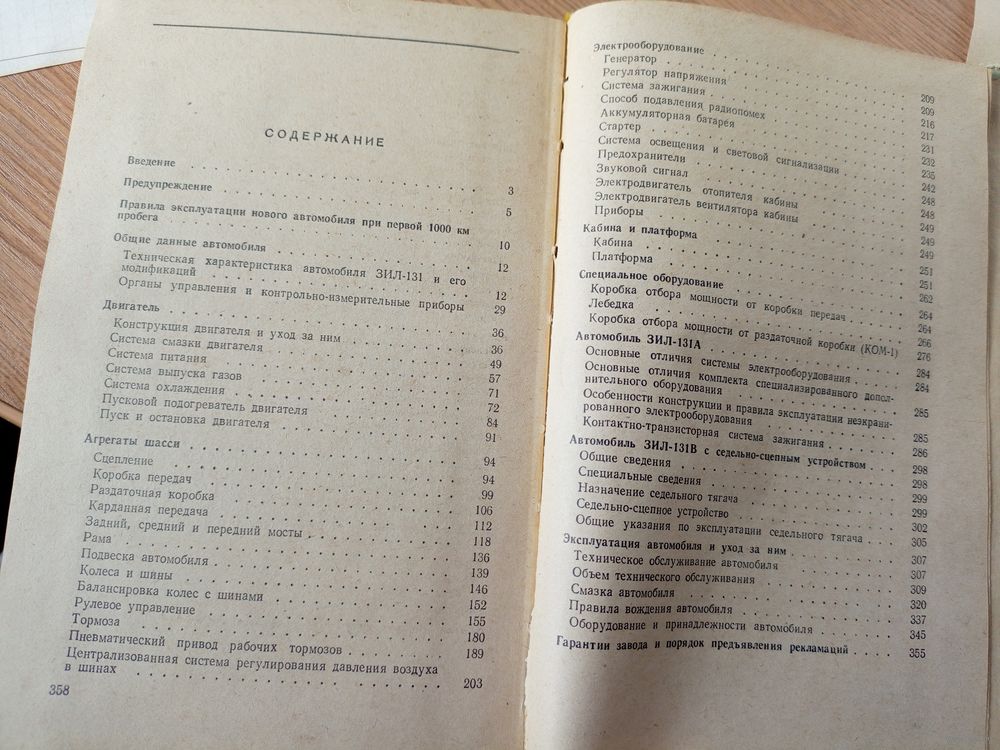 СОДЕРЖАНИЕ
Введение . . . 3
Предупреждение . . . 5
Правила эксплуатации нового автомобиля при первой 1000 км
пробега . . . 10
Общие данные автомобиля . . . 12
Техническая характеристика автомобиля ЗИЛ-131 и его
модификаций . . . 12
Органы управления и контрольно-измерительные приборы 29
Двигатель . . . 36
Конструкция двигателя и уход за ним . . . 36
Система смазки двигателя . . . 49
Система питания . . . 57
Система выпуска газов . . . 71
Система охлаждения . . . 72
Пусковой подогреватель двигателя . . . 84
Пуск и остановка двигателя . . . 91
Агрегаты шасси . . . 94
Сцепление . . . 94
Коробка передач . . . 99
Раздаточная коробка . . . 106
Карданная передача . . . 112
Задний, средний и передний мосты . . . 118
Рама . . . 136
Подвеска автомобиля . . . 139
Колеса и шины . . . 146
Балансировка колес с шинами . . . 152
Рулевое управление . . . 155
Тормоза . . . 180
Пневматический привод рабочих тормозов . . . 189
Централизованная система регулирования давления воздуха
в шинах . . . 203
358
Электрооборудование . . . 209
Генератор . . . 209
Регулятор напряжения . . . 216
Система зажигания . . . 217
Способ подавления радиопомех . . . 231
Аккумуляторная батарея . . . 232
Стартер . . . 235
Система освещения и световой сигнализации . . . 242
Предохранители . . . 248
Звуковой сигнал . . . 248
Электродвигатель отопителя кабины . . . 249
Электродвигатель вентилятора кабины . . . 249
Приборы . . . 249
Кабина и платформа . . . 251
Кабина . . . 251
Платформа . . . 262
Специальное оборудование . . . 264
Коробка отбора мощности от коробки передач . . . 264
Лебедка . . . 266
Коробка отбора мощности от раздаточной коробки (КОМ-1) 276
Автомобиль ЗИЛ-131А . . . 284
Основные отличия системы электрооборудования . . . 284
Основные отличия комплекта специализированного допол-
нительного оборудования . . . 285
Особенности конструкции и правила эксплуатации неэкрани-
рованного электрооборудования . . . 285
Контактно-транзисторная система зажигания . . . 286
Автомобиль ЗИЛ-131В с седельно-сцепным устройством . . . 298
Общие сведения . . . 298
Специальные сведения . . . 299
Назначение седельного тягача . . . 299
Седельно-сцепное устройство . . . 302
Общие указания по эксплуатации седельного тягача . . . 305
Эксплуатация автомобиля и уход за ним . . . 307
Техническое обслуживание автомобиля . . . 307
Объем технического обслуживания . . . 309
Смазка автомобиля . . . 320
Правила вождения автомобиля . . . 337
Оборудование и принадлежности автомобиля . . . 345
Гарантии завода и порядок предъявления рекламаций . . . 355